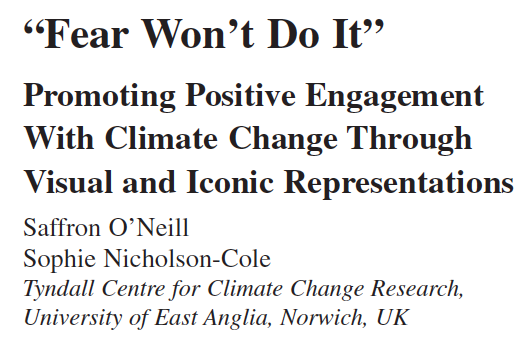 “Fear Won’t Do It”
Promoting Positive Engagement
With Climate Change Through
Visual and Iconic Representations
Saffron O’Neill
Sophie Nicholson-Cole
Tyndall Centre for Climate Change Research,
University of East Anglia, Norwich, UK